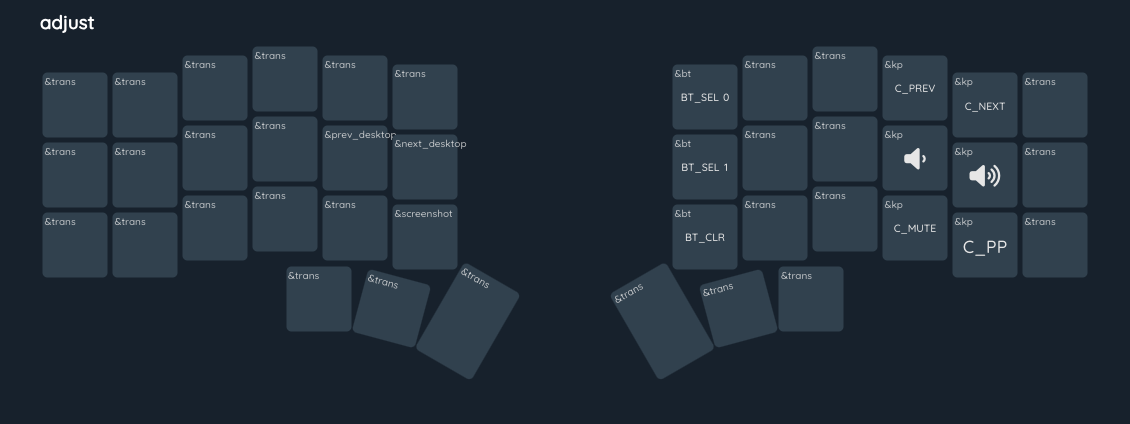 adjust
&trans &trans &trans &trans &trans &trans &bt &trans &trans &kp &kp &trans
BT_SEL 0 C_PREV C_NEXT
&trans &trans &trans &trans &prev_desktop &next_desktop &bt &trans &trans &kp &kp &trans
BT_SEL 1
&trans &trans &trans &trans &trans &screenshot &bt &trans &trans &kp &kp &trans
BT_CLR C_MUTE C_PP
&trans &trans &trans &trans &trans &trans